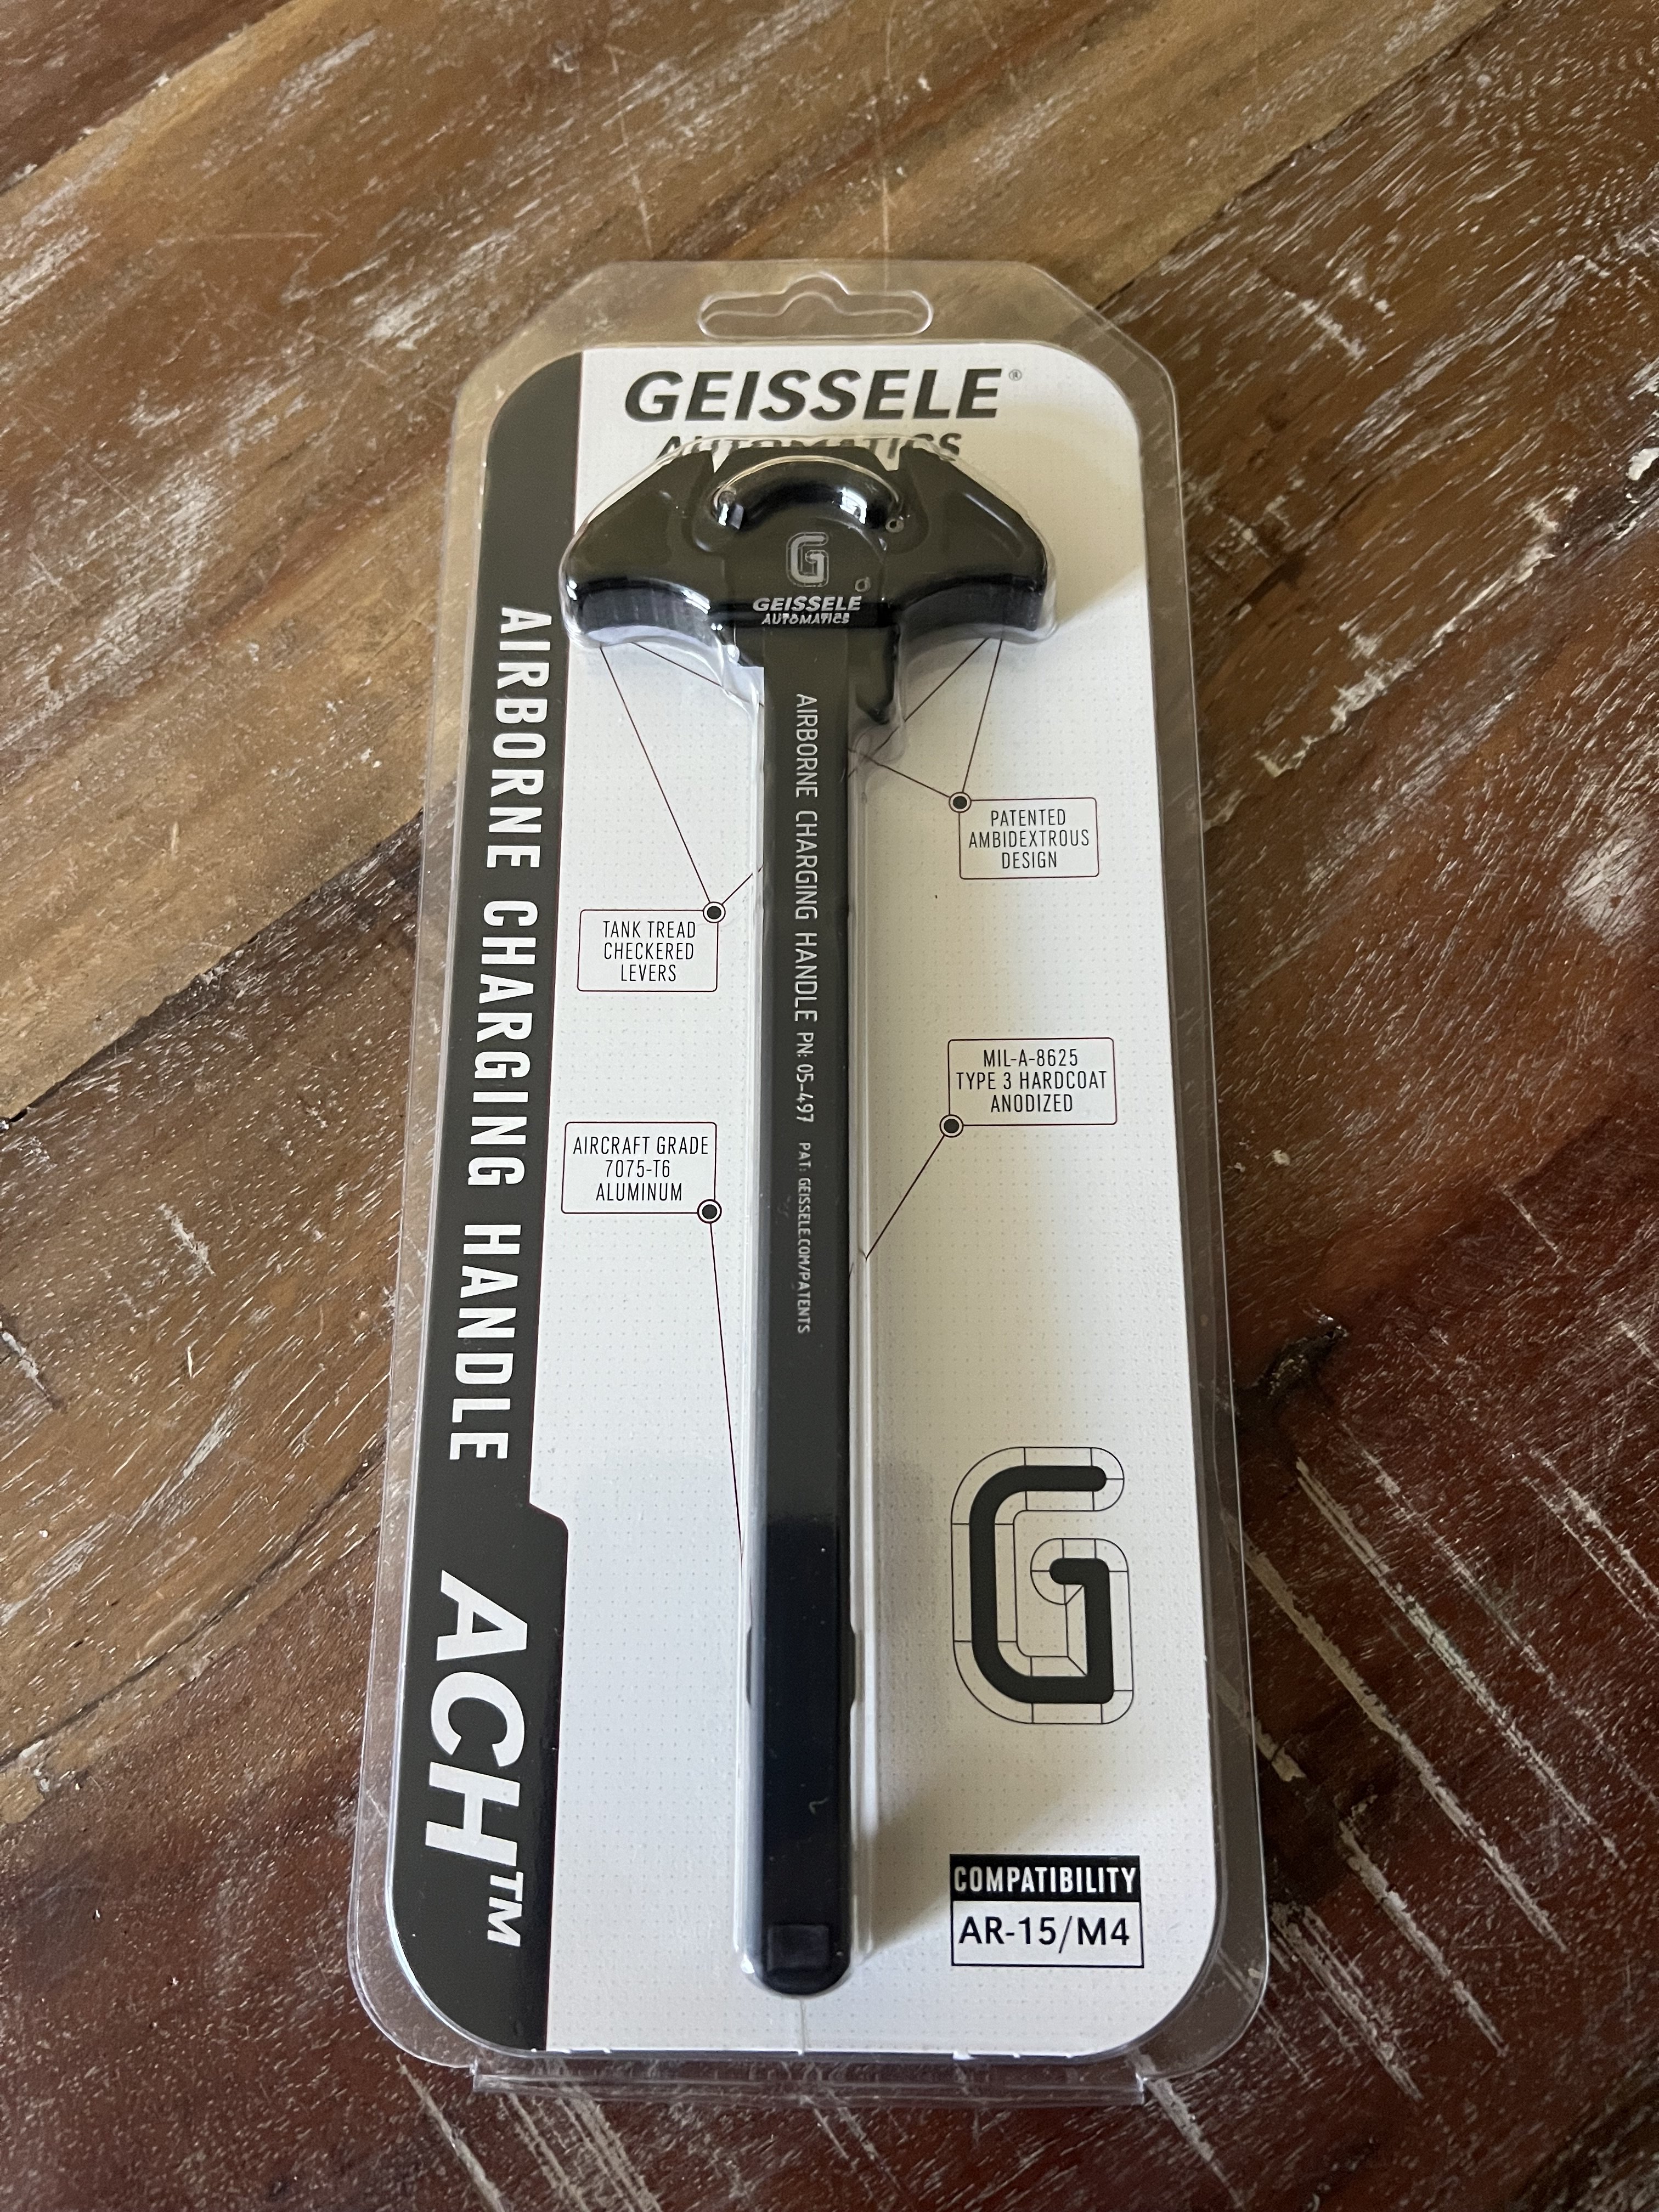 GEISSELE®
AUTOMATICS
G
GEISSELE
AUTOMATICS
AIRBORNE CHARGING HANDLE PN: 05-497 PAT: GEISSELE.COM/PATENTS
AIRBORNE CHARGING HANDLE ACH™
PATENTED
AMBIDEXTROUS
DESIGN
TANK TREAD
CHECKERED
LEVERS
MIL-A-8625
TYPE 3 HARDCOAT
ANODIZED
AIRCRAFT GRADE
7075-T6
ALUMINUM
G
COMPATIBILITY
AR-15/M4